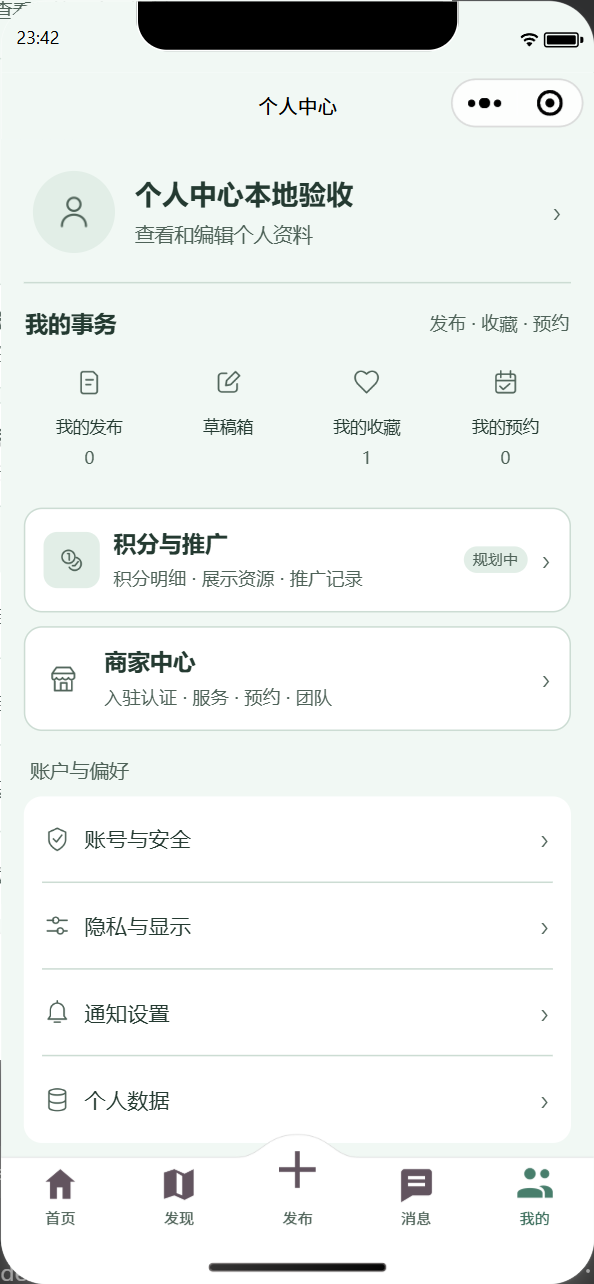 23:42
个人中心
个人中心本地验收
查看和编辑个人资料
我的事务
发布 · 收藏 · 预约
我的发布
草稿箱
我的收藏
我的预约
0
1
0
积分与推广
积分明细 · 展示资源 · 推广记录
规划中
商家中心
入驻认证 · 服务 · 预约 · 团队
账户与偏好
账号与安全
隐私与显示
通知设置
个人数据
首页
发现
发布
消息
我的